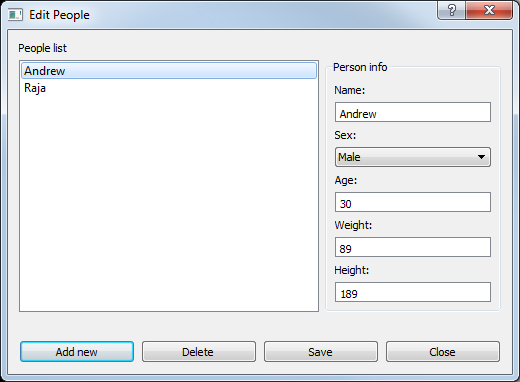 Edit People
People list
Andrew
Raja
Person info
Name:
Andrew
Sex:
Male
Age:
30
Weight:
89
Height:
189
Add new
Delete
Save
Close